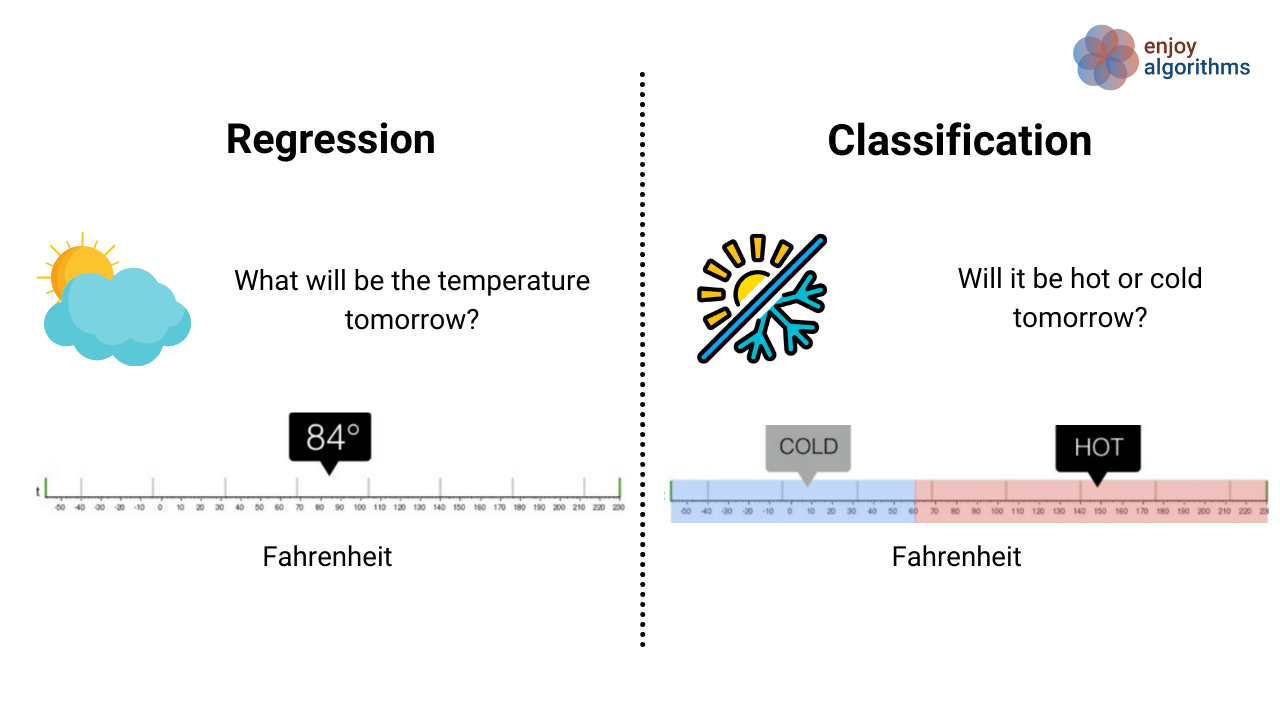 enjoy
algorithms
Regression
What will be the temperature
tomorrow?
84°
t
-50 -40 -30 -20 -10 0 10 20 30 40 50 60 70 80 90 100 110 120 130 140 150 160 170 180 190 200 210 220 230
Fahrenheit
Classification
Will it be hot or cold
tomorrow?
COLD HOT
-50 -40 -30 -20 -10 0 10 20 30 40 50 60 70 80 90 100 110 120 130 140 150 160 170 180 190 200 210 220
Fahrenheit